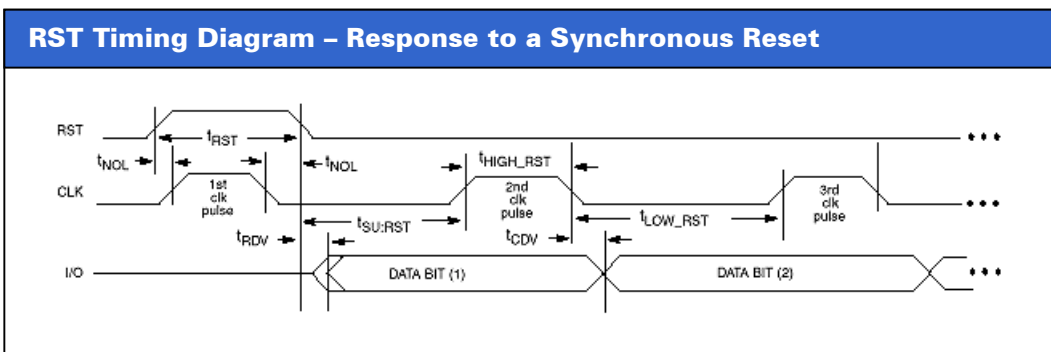 RST Timing Diagram – Response to a Synchronous Reset
RST
tRST
tNOL
tNOL
tHIGH_RST
CLK
1st
clk
pulse
2nd
clk
pulse
3rd
clk
pulse
tSU:RST
tLOW_RST
tRDV
tCDV
I/O
DATA BIT (1)
DATA BIT (2)